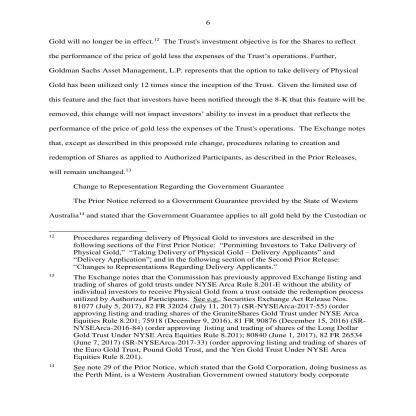 6
Gold will no longer be in effect.12 The Trust's investment objective is for the Shares to reflect
the performance of the price of gold less the expenses of the Trust's operations. Further,
Goldman Sachs Asset Management, L.P. represents that the option to take delivery of Physical
Gold has been utilized only 12 times since the inception of the Trust. Given the limited use of
this feature and the fact that investors have been notified through the 8-K that this feature will be
removed, this change will not impact investors' ability to invest in a product that reflects the
performance of the price of gold less the expenses of the Trust's operations. The Exchange notes
that, except as described in this proposed rule change, procedures relating to creation and
redemption of Shares as applied to Authorized Participants, as described in the Prior Releases,
will remain unchanged.13
Change to Representation Regarding the Government Guarantee
The Prior Notice referred to a Government Guarantee provided by the State of Western
Australia14 and stated that the Government Guarantee applies to all gold held by the Custodian or
12 Procedures regarding delivery of Physical Gold to investors are described in the
following sections of the First Prior Notice: "Permitting Investors to Take Delivery of
Physical Gold," "Taking Delivery of Physical Gold – Delivery Applicants" and
"Delivery Application"; and in the following section of the Second Prior Release:
"Changes to Representations Regarding Delivery Applicants."
13 The Exchange notes that the Commission has previously approved Exchange listing and
trading of shares of gold trusts under NYSE Arca Rule 8.201-E without the ability of
individual investors to receive Physical Gold from a trust outside the redemption process
utilized by Authorized Participants. See e.g., Securities Exchange Act Release Nos.
81077 (July 5, 2017), 82 FR 32024 (July 11, 2017) (SR-NYSEArca-2017-55) (order
approving listing and trading shares of the GraniteShares Gold Trust under NYSE Arca
Equities Rule 8.201; 75918 (December 9, 2016), 81 FR 90876 (December 15, 2016) (SR-
NYSEArca-2016-84) (order approving listing and trading of shares of the Long Dollar
Gold Trust Under NYSE Arca Equities Rule 8.201); 80840 (June 1, 2017), 82 FR 26534
(June 7, 2017) (SR-NYSEArca-2017-33) (order approving listing and trading of shares of
the Euro Gold Trust, Pound Gold Trust, and the Yen Gold Trust Under NYSE Arca
Equities Rule 8.201).
14 See note 29 of the Prior Notice, which stated that the Gold Corporation, doing business as
the Perth Mint, is a Western Australian Government owned statutory body corporate